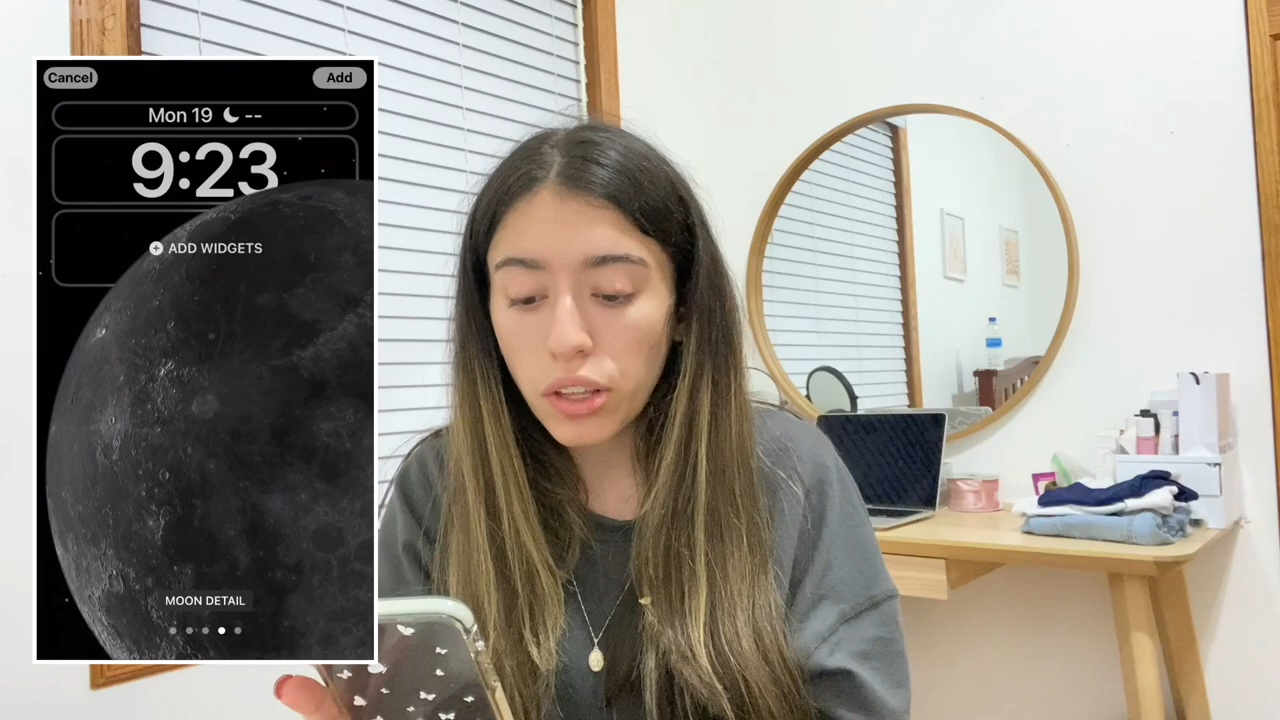 Cancel
Add
Mon 19 --
9:23
ADD WIDGETS
MOON DETAIL